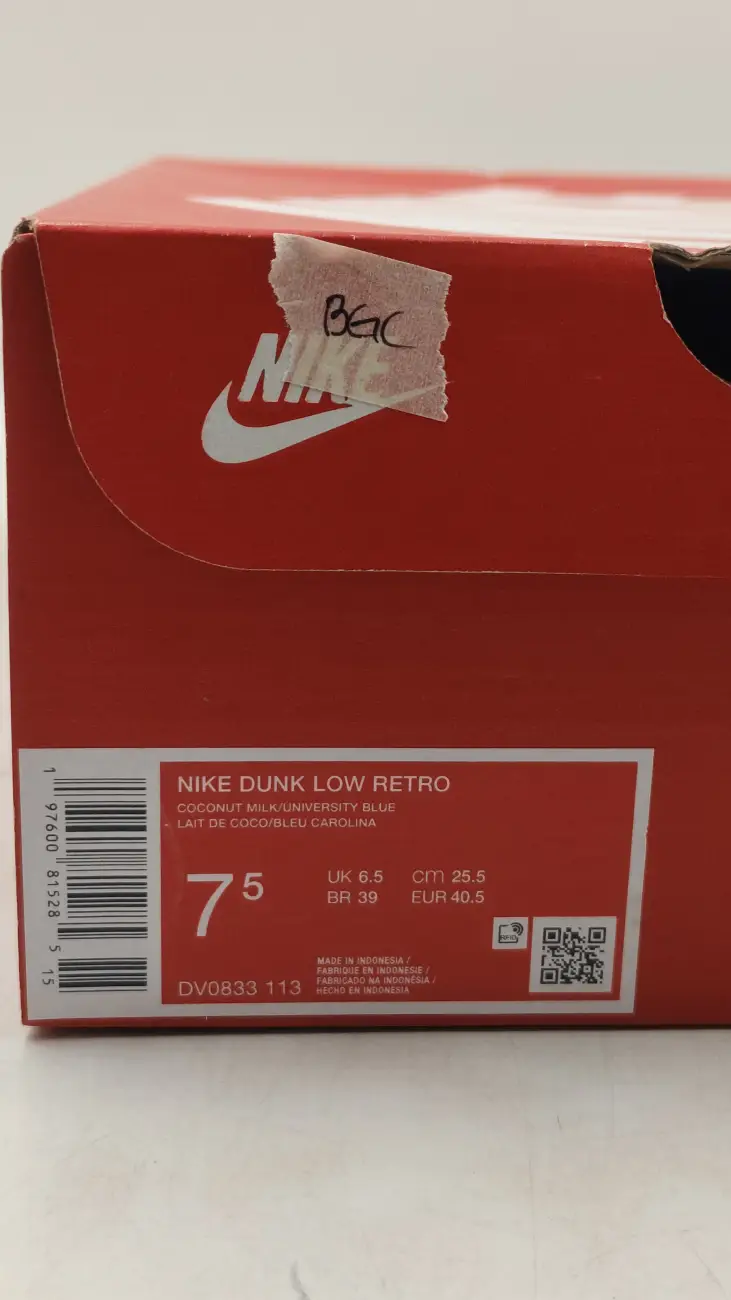 BGC
NIKE
1 97600 81528 5 15
NIKE DUNK LOW RETRO
COCONUT MILK/UNIVERSITY BLUE
LAIT DE COCO/BLEU CAROLINA
7 5
UK 6.5 cm 25.5
BR 39 EUR 40.5
RFID
MADE IN INDONESIA /
FABRIQUE EN INDONESIE /
FABRICADO NA INDONÉSIA /
HECHO EN INDONESIA
DV0833 113